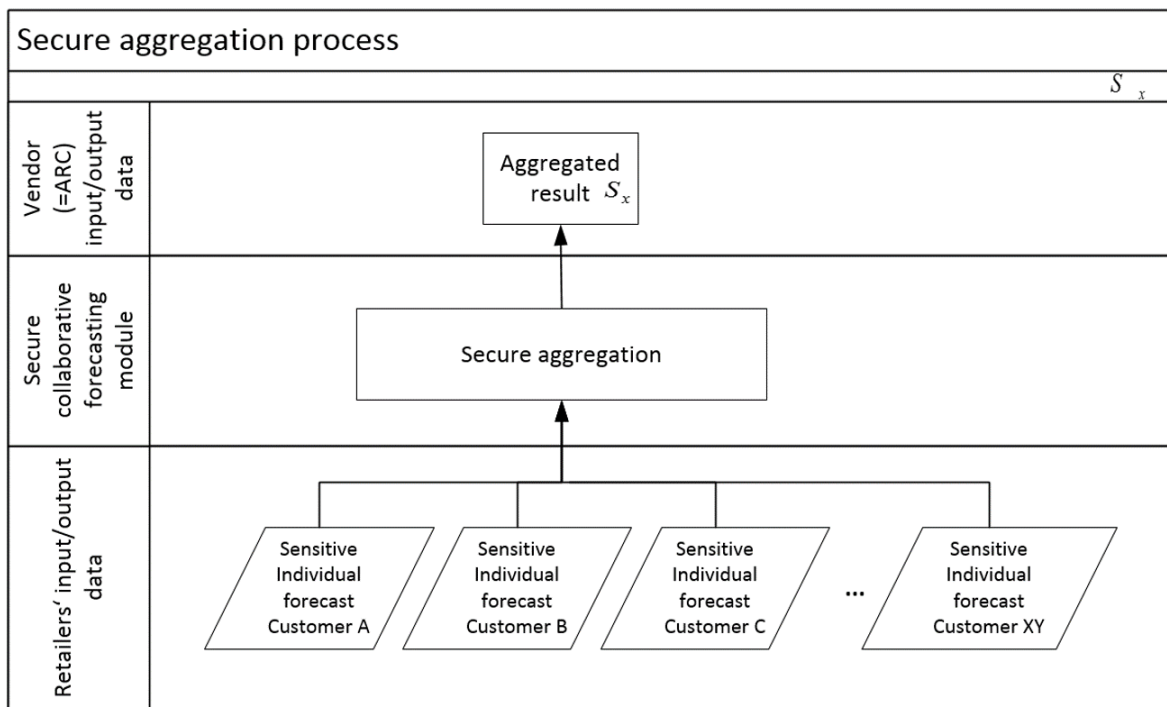 Secure aggregation process
S x
Vendor
(=ARC)
input/output
data
Aggregated
result S x
Secure
collaborative
forecasting
module
Secure aggregation
Retailers‘ input/output
data
Sensitive
Individual
forecast
Customer A
Sensitive
Individual
forecast
Customer B
Sensitive
Individual
forecast
Customer C
...
Sensitive
Individual
forecast
Customer XY